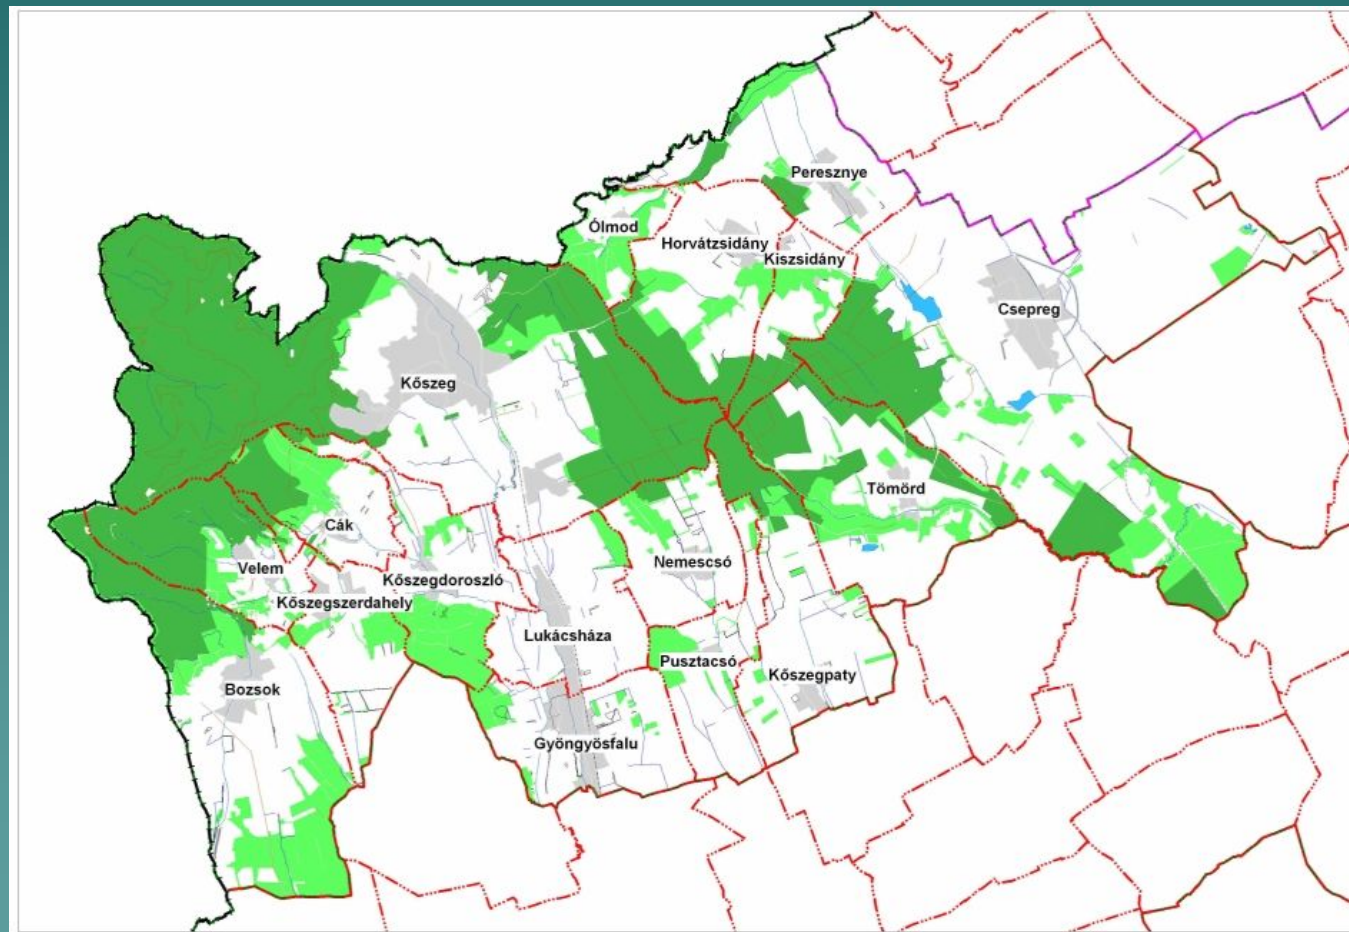 Peresznye
Ólmod
Horvátzsidány
Kiszsidány
Csepreg
Kőszeg
Tömörd
Cák
Nemescsó
Velem
Kőszegdoroszló
Kőszegszerdahely
Lukácsháza
Pusztacsó
Kőszegpaty
Bozsok
Gyöngyösfalu